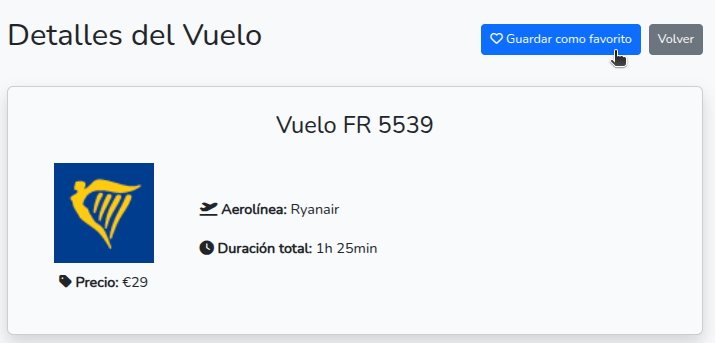 Detalles del Vuelo
Guardar como favorito
Volver
Vuelo FR 5539
Aerolínea: Ryanair
Duración total: 1h 25min
Precio: €29